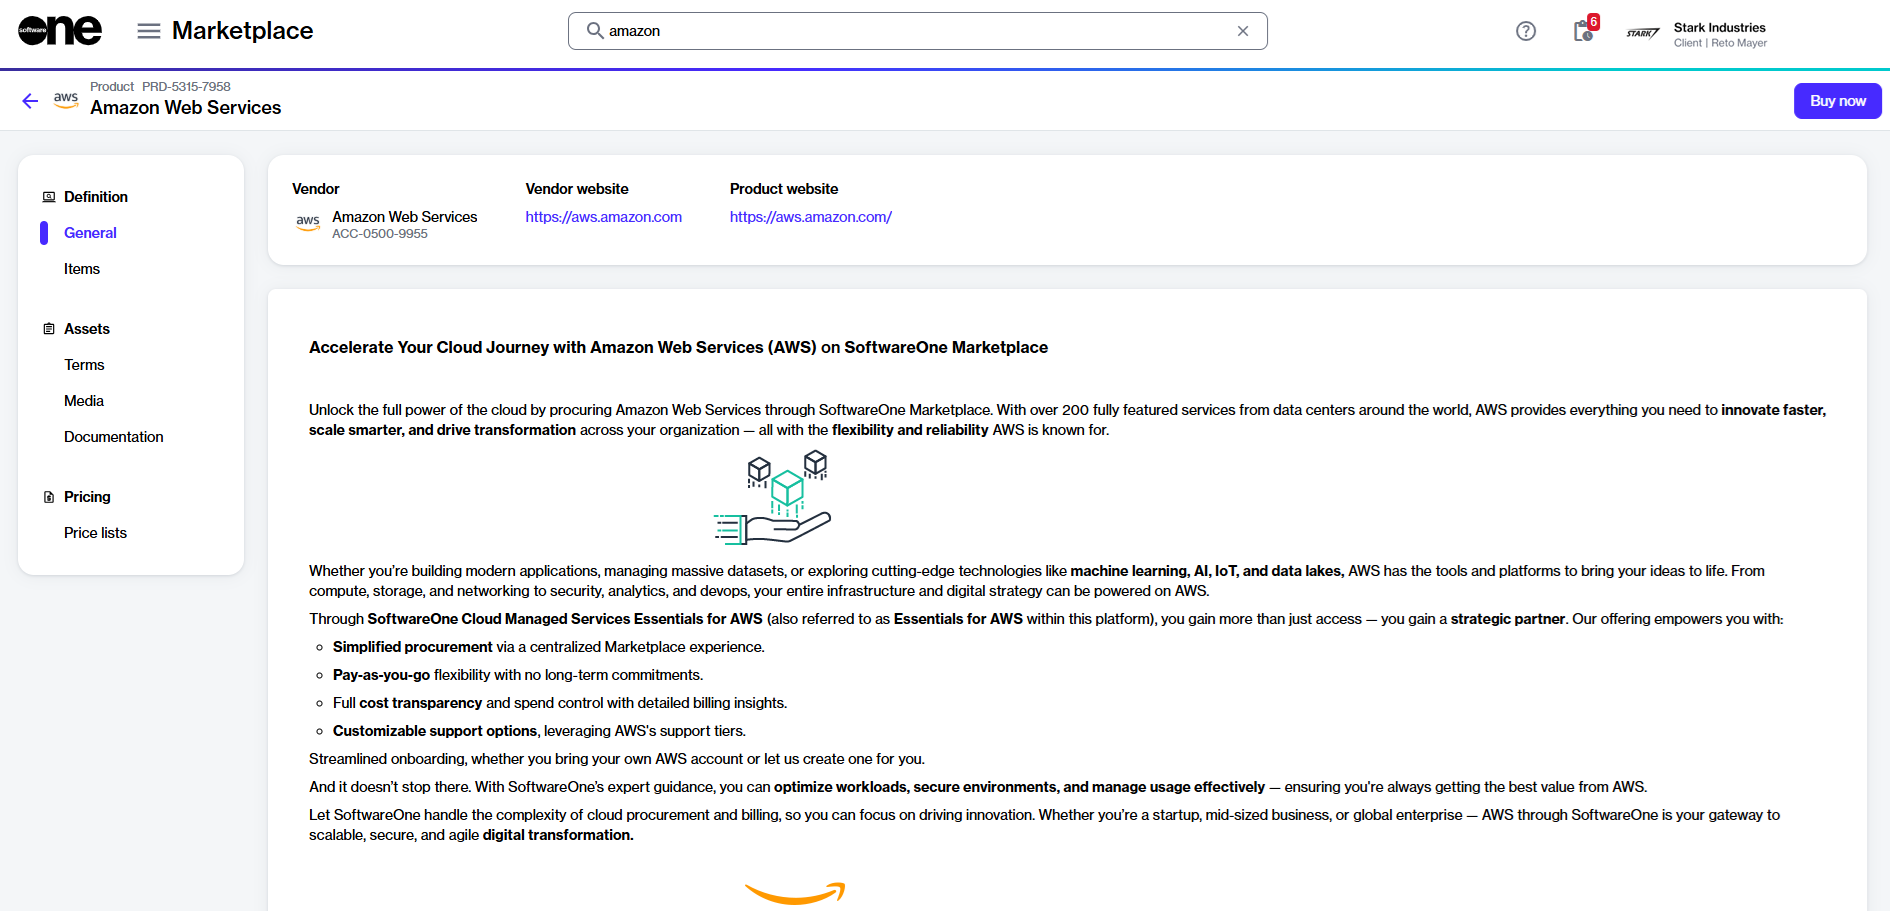 software one
Marketplace
amazon
6
STARK
Stark Industries
Client | Reto Mayer
aws
Product PRD-5315-7958
Amazon Web Services
Buy now
Definition
General
Items
Assets
Terms
Media
Documentation
Pricing
Price lists
Vendor
aws
Amazon Web Services
ACC-0500-9955
Vendor website
https://aws.amazon.com
Product website
https://aws.amazon.com/
Accelerate Your Cloud Journey with Amazon Web Services (AWS) on SoftwareOne Marketplace
Unlock the full power of the cloud by procuring Amazon Web Services through SoftwareOne Marketplace. With over 200 fully featured services from data centers around the world, AWS provides everything you need to innovate faster,
scale smarter, and drive transformation across your organization — all with the flexibility and reliability AWS is known for.
Whether you're building modern applications, managing massive datasets, or exploring cutting-edge technologies like machine learning, AI, IoT, and data lakes, AWS has the tools and platforms to bring your ideas to life. From
compute, storage, and networking to security, analytics, and devops, your entire infrastructure and digital strategy can be powered on AWS.
Through SoftwareOne Cloud Managed Services Essentials for AWS (also referred to as Essentials for AWS within this platform), you gain more than just access — you gain a strategic partner. Our offering empowers you with:
Simplified procurement via a centralized Marketplace experience.
Pay-as-you-go flexibility with no long-term commitments.
Full cost transparency and spend control with detailed billing insights.
Customizable support options, leveraging AWS's support tiers.
Streamlined onboarding, whether you bring your own AWS account or let us create one for you.
And it doesn't stop there. With SoftwareOne's expert guidance, you can optimize workloads, secure environments, and manage usage effectively — ensuring you're always getting the best value from AWS.
Let SoftwareOne handle the complexity of cloud procurement and billing, so you can focus on driving innovation. Whether you're a startup, mid-sized business, or global enterprise — AWS through SoftwareOne is your gateway to
scalable, secure, and agile digital transformation.